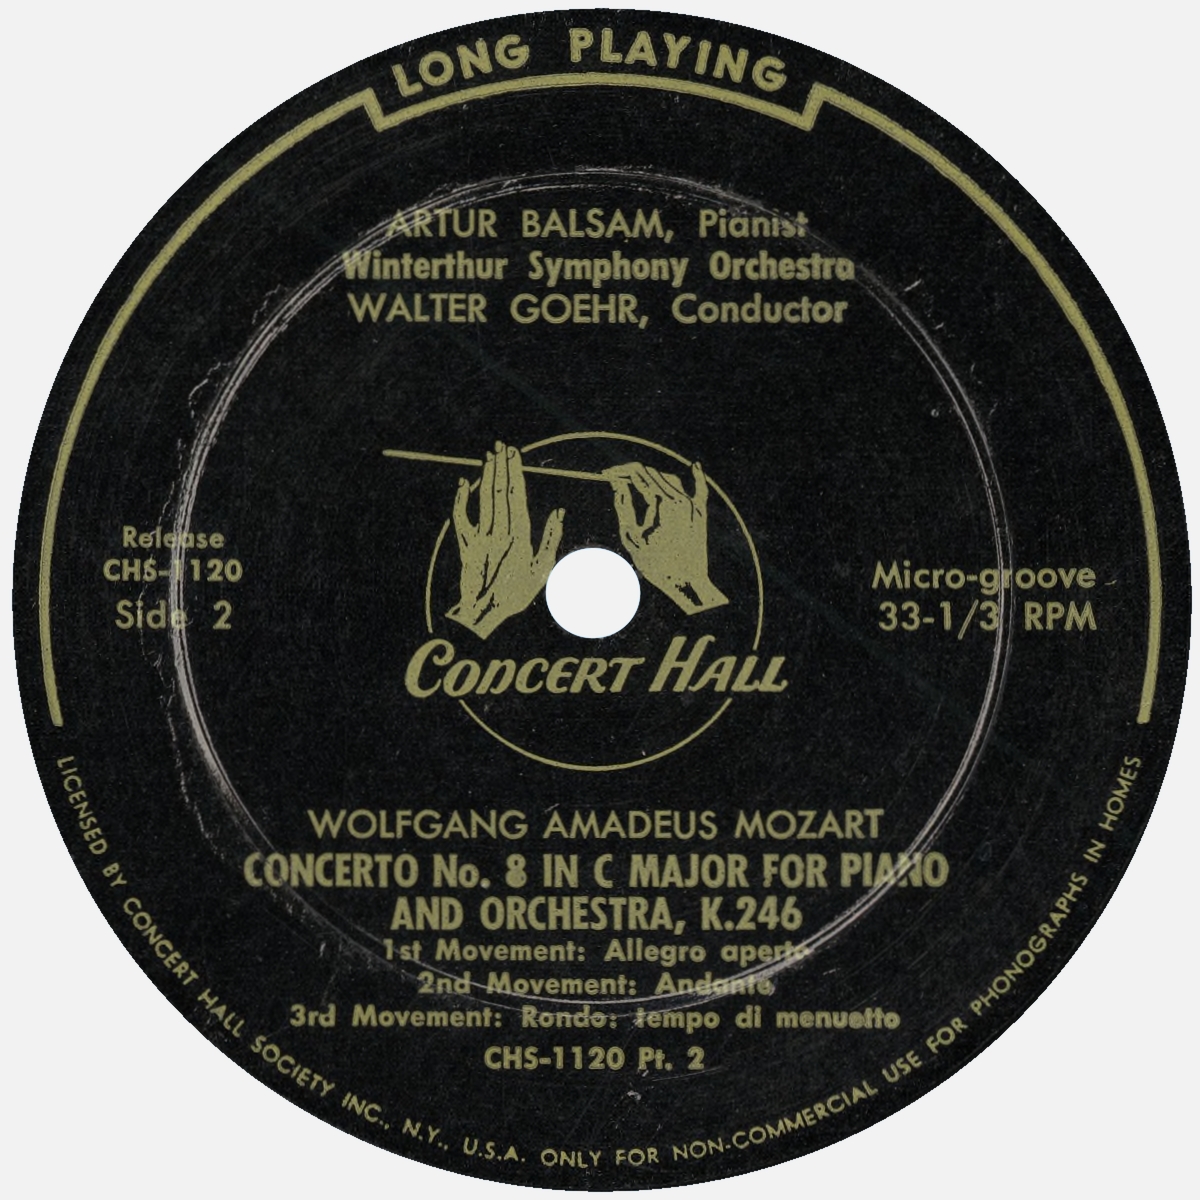 LONG PLAYING
ARTUR BALSAM, Pianist
Winterthur Symphony Orchestra
WALTER GOEHR, Conductor
Release
CHS-1120
Side 2
Micro-groove
33-1/3 RPM
CONCERT HALL
WOLFGANG AMADEUS MOZART
CONCERTO No. 8 IN C MAJOR FOR PIANO
AND ORCHESTRA, K.246
1st Movement: Allegro aperto
2nd Movement: Andante
3rd Movement: Rondo: tempo di menuetto
CHS-1120 Pt. 2
LICENSED BY CONCERT HALL SOCIETY INC., N.Y., U.S.A. ONLY FOR NON-COMMERCIAL USE FOR PHONOGRAPHS IN HOMES